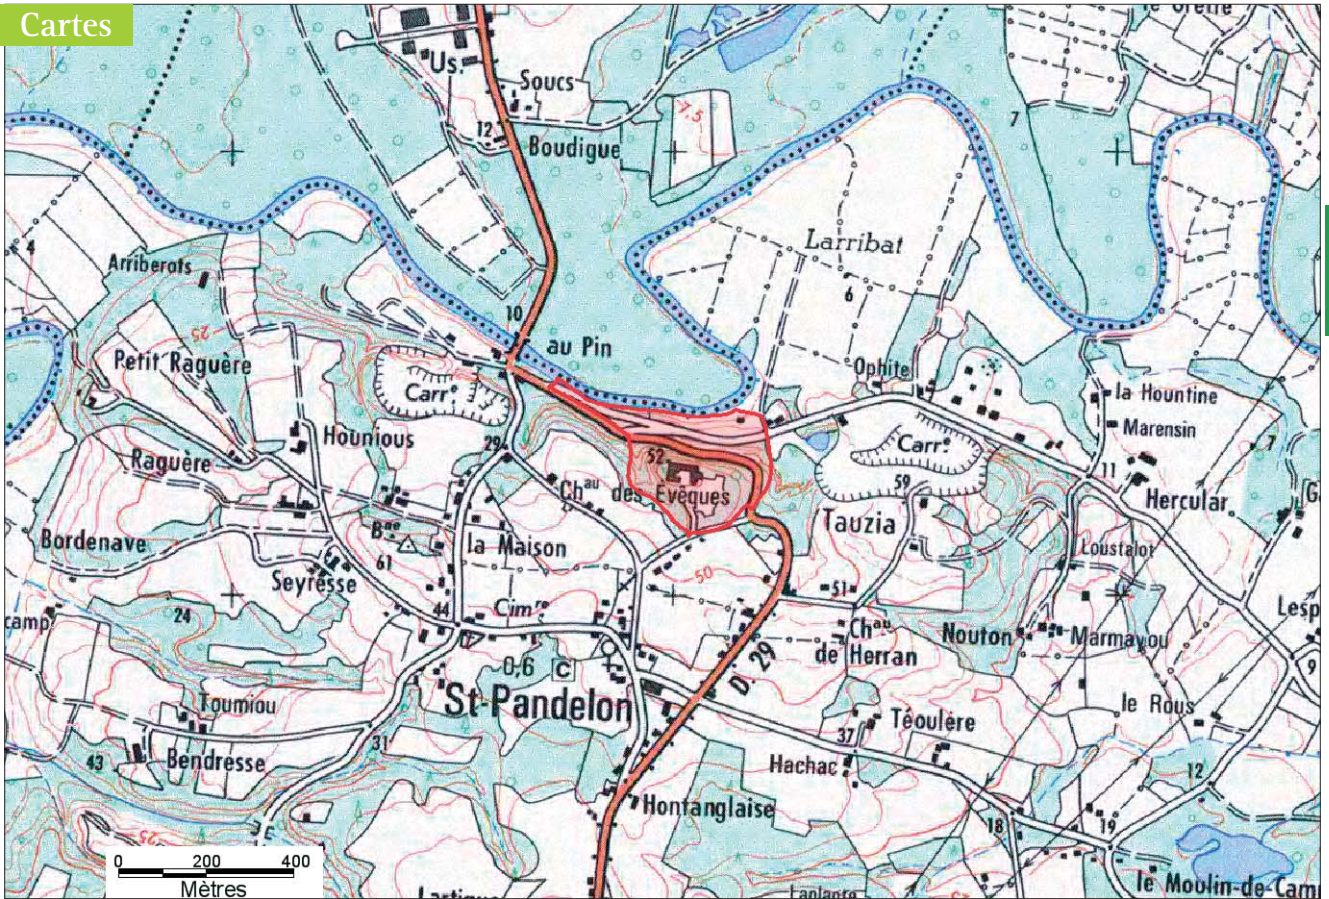 Cartes
Us.
Soucs
12
Boudigue
7,5
7
Larribat
6
4
Arriberots
25
10
au Pin
Petit Raguère
Carr.
Ophite
la Hountine
Marensin
Hounious
29
52
Carr.
7
11
Raguère
Ch^au des Évêques
59
Hercular
Tauzia
Bordenave
B^ne
61
la Maison
50
Loustalot
Seyresse
24
44
Cim^re
51
Ch^au
de Herran
Nouton
Marmayou
Lesp
camp
0,6
C
D. 29
9
St-Pandelon
Toumiou
le Rous
31
37
Téoulère
43
Bendresse
Hachac
12
Hontanglaise
18
19
E
25
0 200 400
Mètres
le Moulin-de-Cam